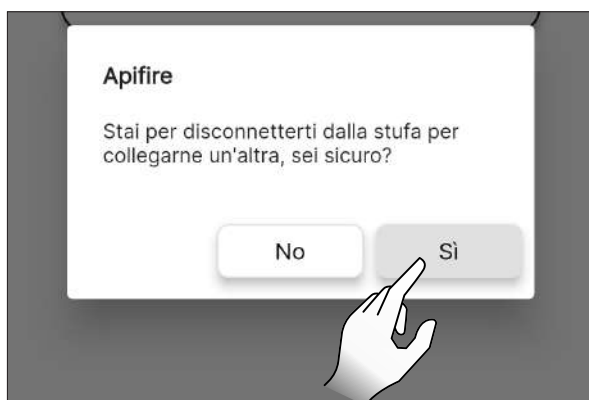 Apifire
Stai per disconnetterti dalla stufa per
collegarne un'altra, sei sicuro?
No
Sì